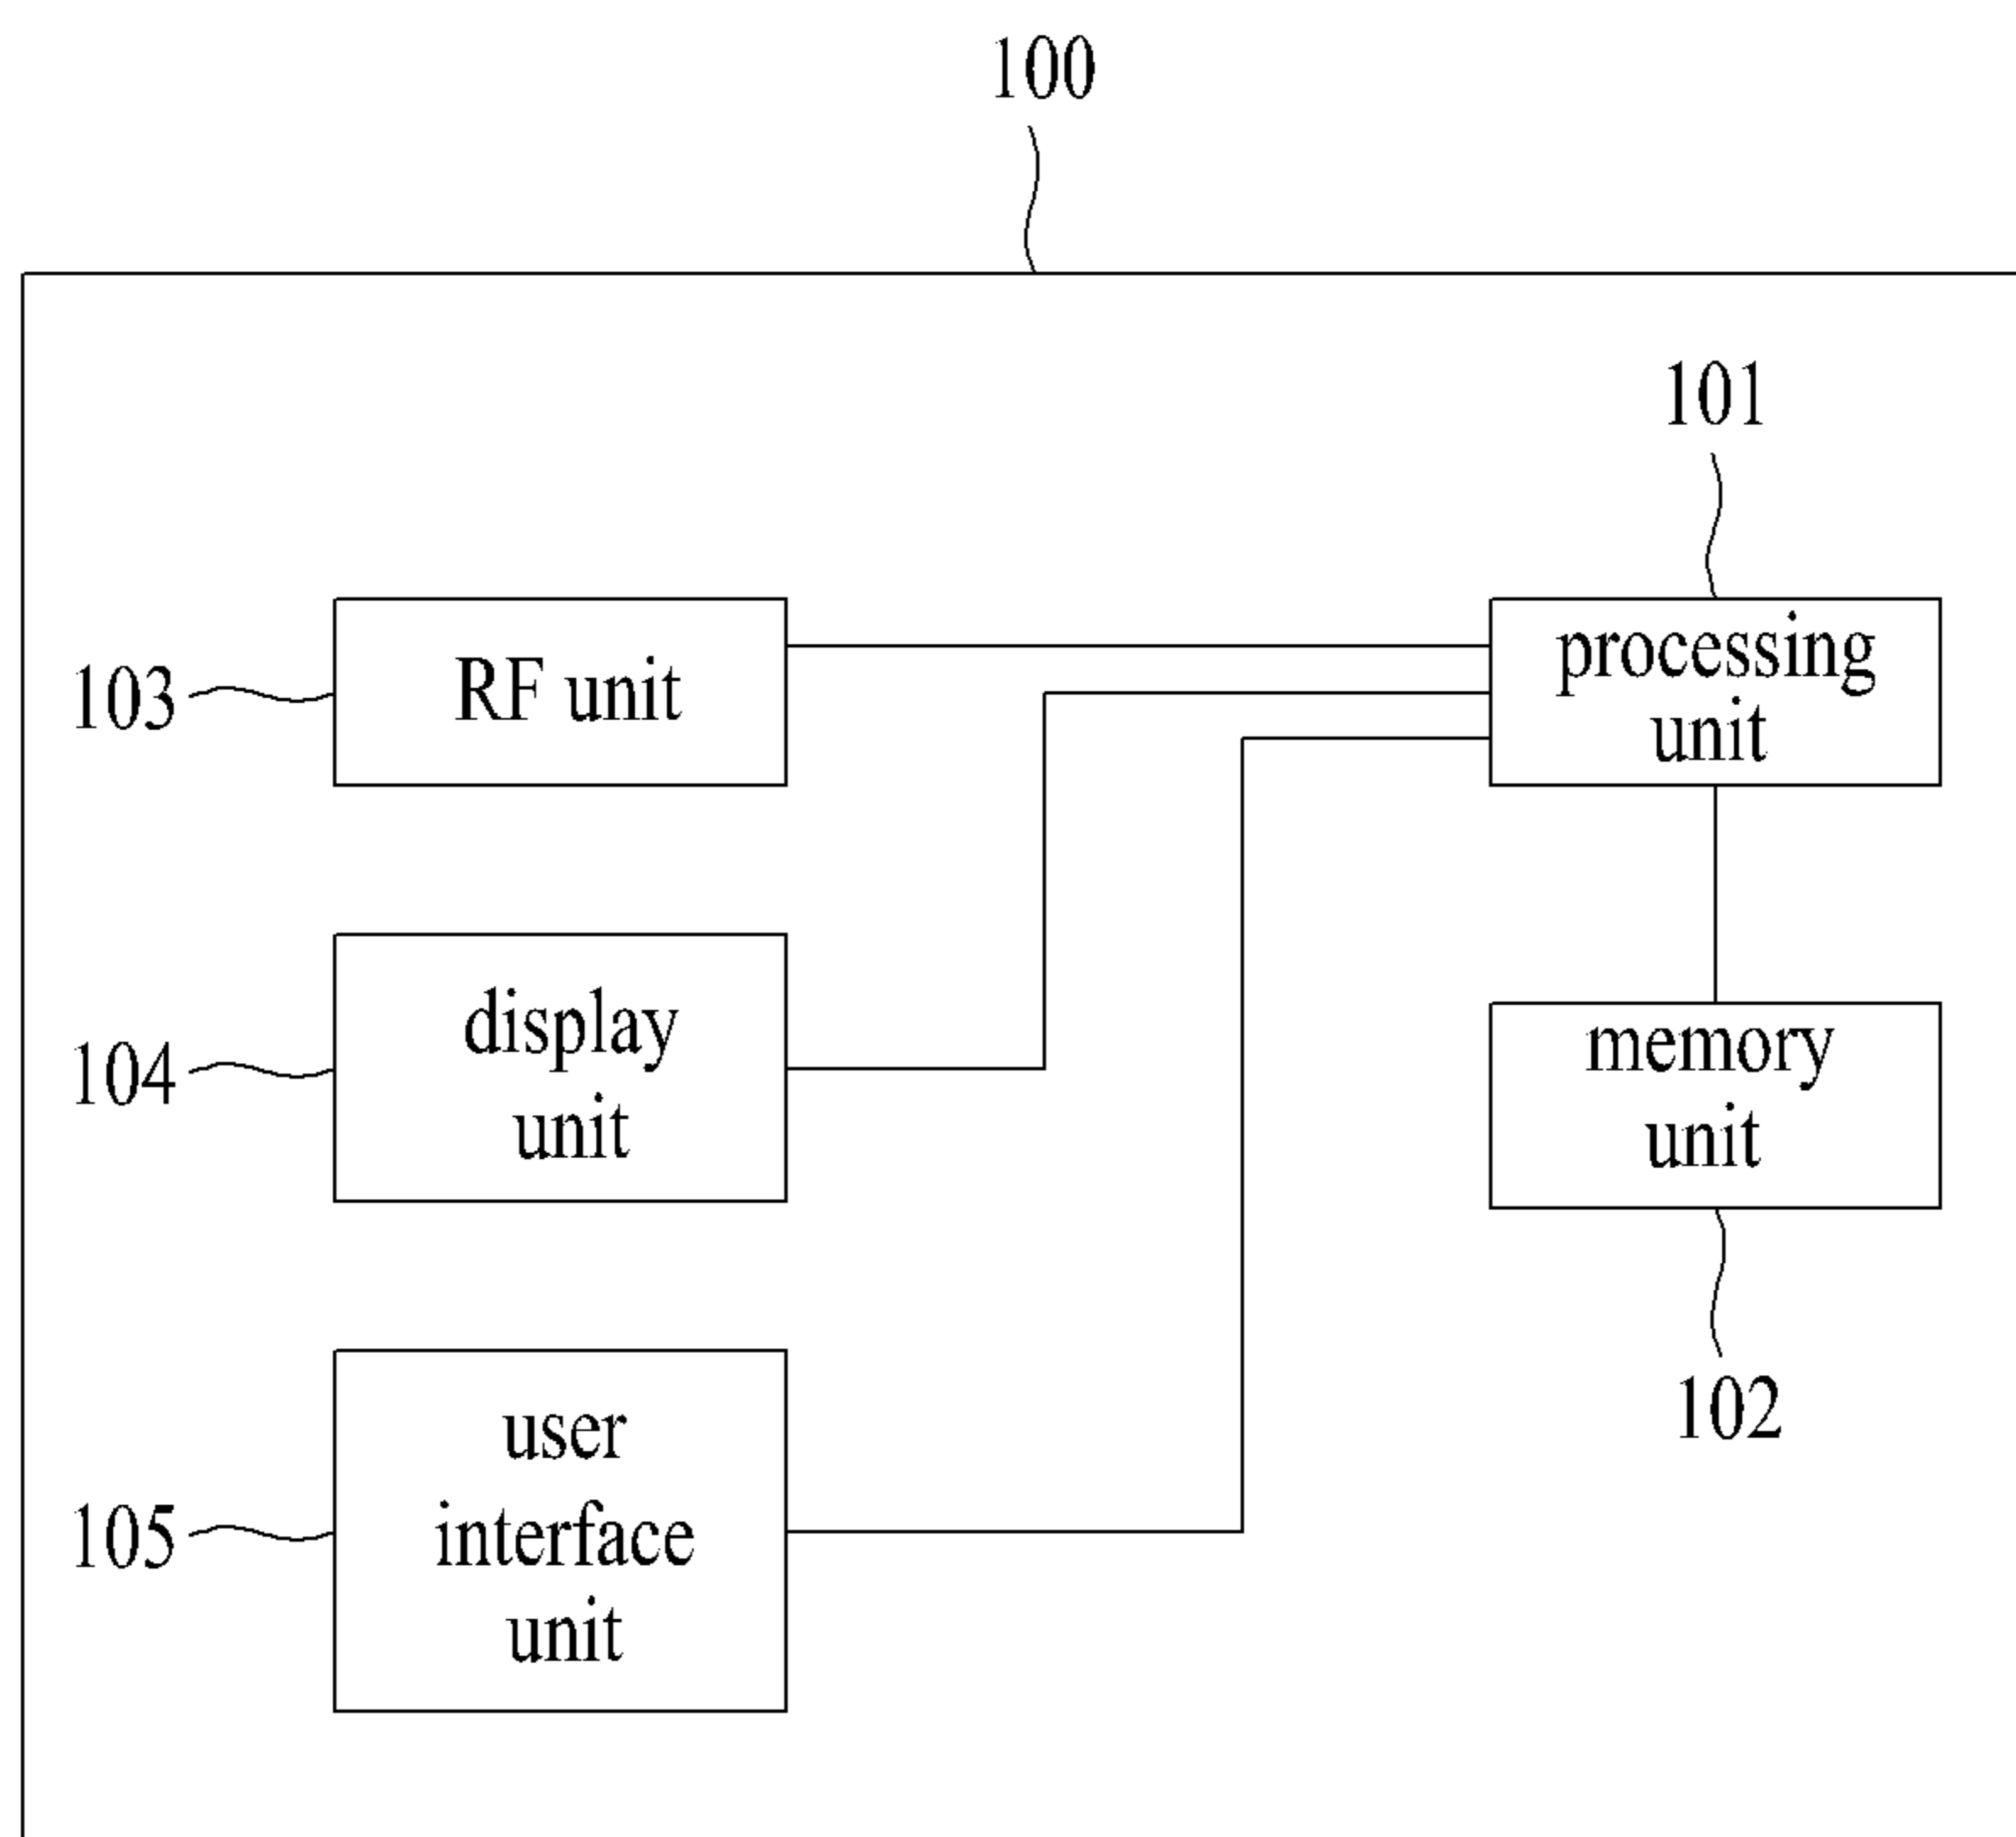 100
101
103
RF unit
processing
unit
104
display
unit
memory
unit
102
105
user
interface
unit